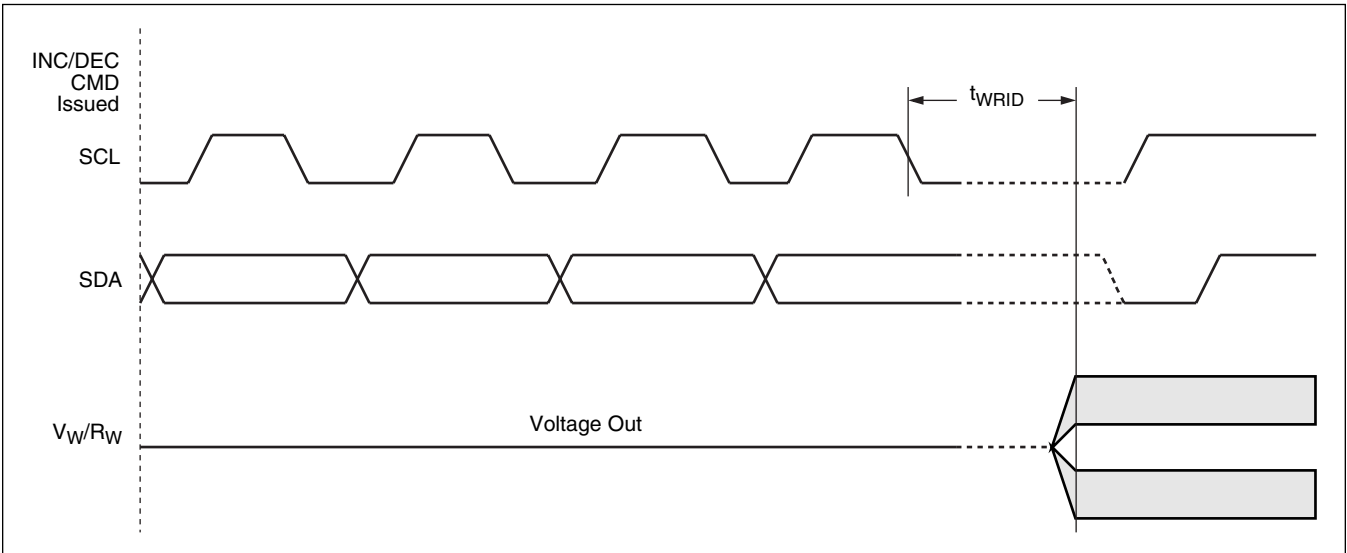 INC/DEC
CMD
Issued
tWRID
SCL
SDA
Voltage Out
VW/RW